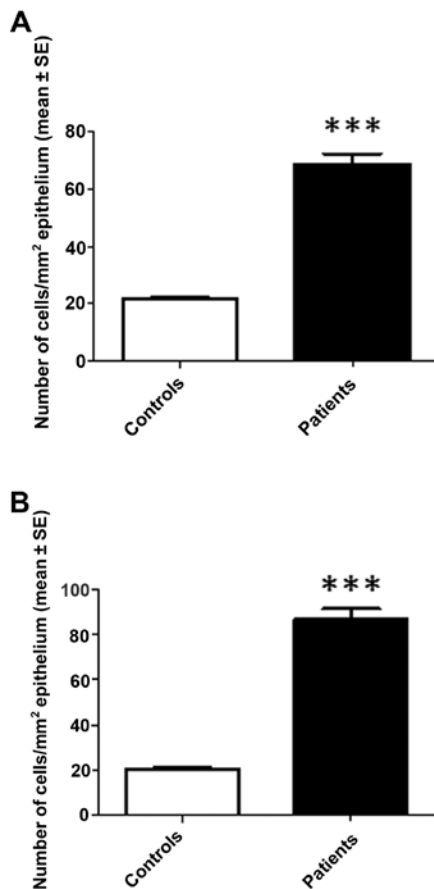 A
Number of cells/mm² epithelium (mean ± SE)
80
60
40
20
0
***
Controls
Patients
B
Number of cells/mm² epithelium (mean ± SE)
100
80
60
40
20
0
***
Controls
Patients